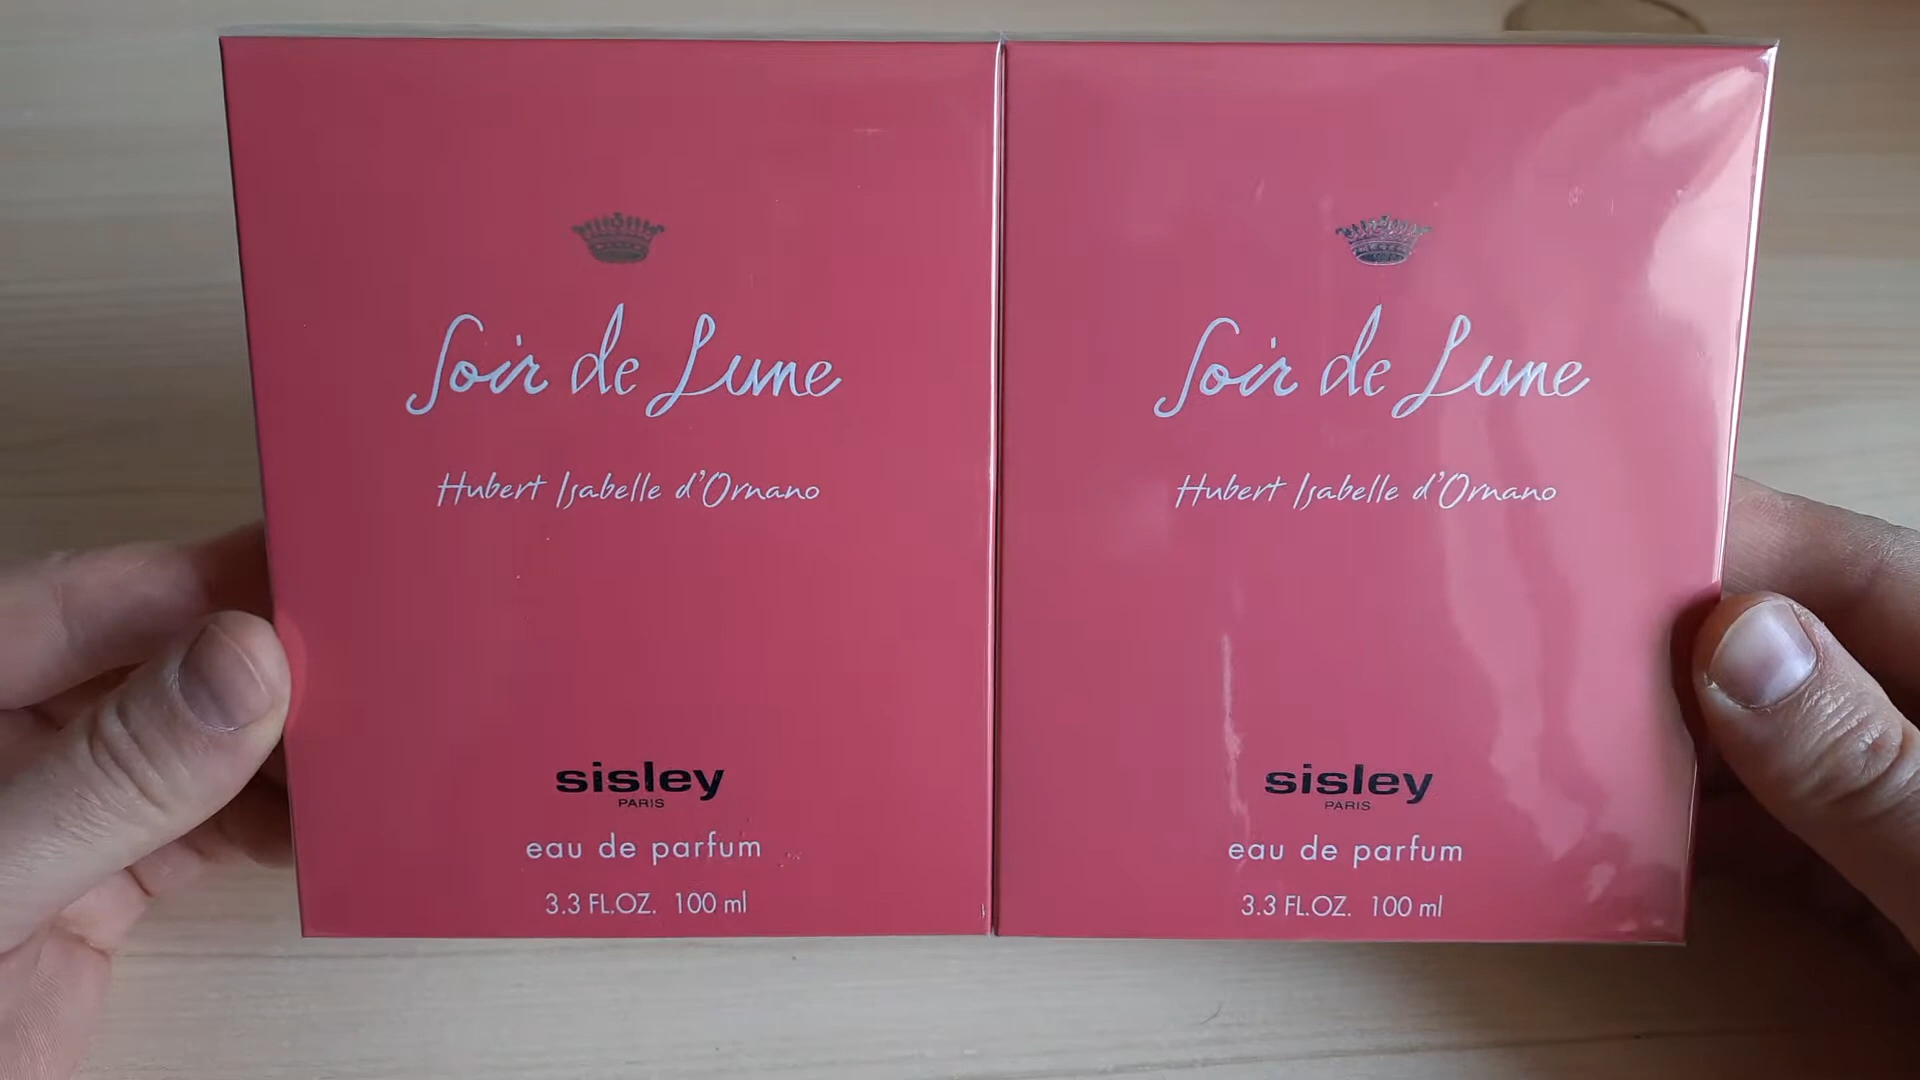 Soir de Lune
Hubert Isabelle d'Ornano
sisley
PARIS
eau de parfum
3.3 FL.OZ. 100 ml
Soir de Lune
Hubert Isabelle d'Ornano
sisley
PARIS
eau de parfum
3.3 FL.OZ. 100 ml